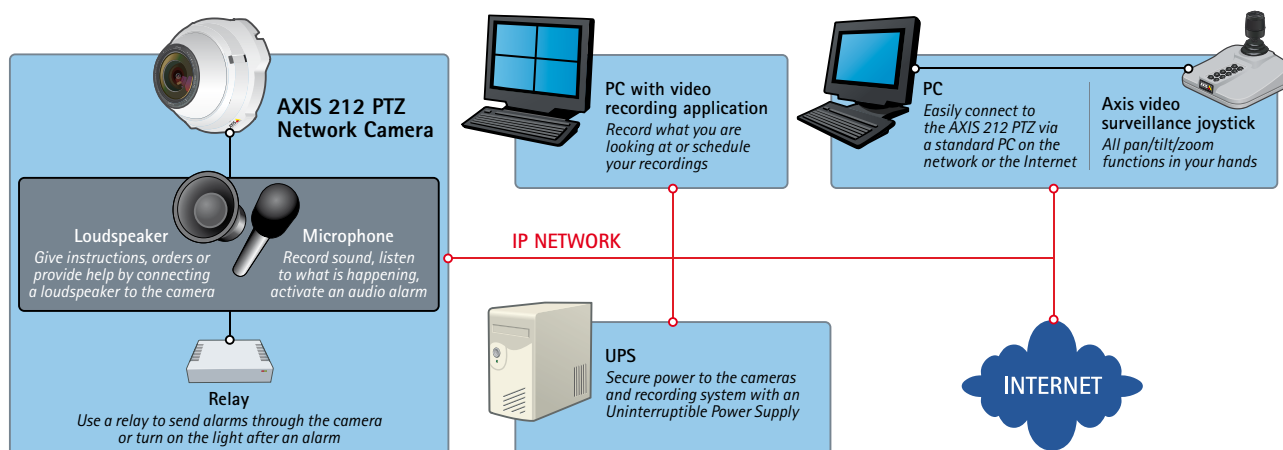 AXIS 212 PTZ
Network Camera
Loudspeaker
Give instructions, orders or
provide help by connecting
a loudspeaker to the camera
Microphone
Record sound, listen
to what is happening,
activate an audio alarm
Relay
Use a relay to send alarms through the camera
or turn on the light after an alarm
PC with video
recording application
Record what you are
looking at or schedule
your recordings
PC
Easily connect to
the AXIS 212 PTZ via
a standard PC on the
network or the Internet
Axis video
surveillance joystick
All pan/tilt/zoom
functions in your hands
IP NETWORK
UPS
Secure power to the cameras
and recording system with an
Uninterruptible Power Supply
INTERNET